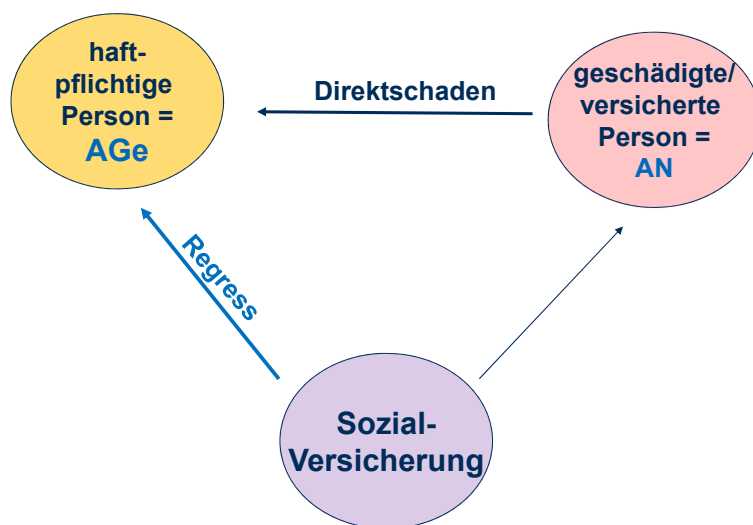 haft-
pflichtige
Person =
AGe
Direktschaden
geschädigte/
versicherte
Person =
AN
Regress
Sozial-
Versicherung